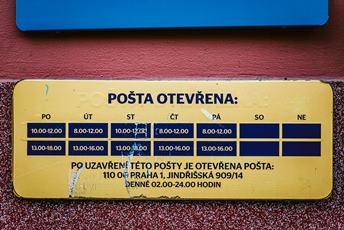 POŠTA OTEVŘENA:
PO ÚT ST ČT PÁ SO NE
10.00-12.00 8.00-12.00 10.00-12.00 8.00-12.00 8.00-12.00
13.00-18.00 13.00-16.00 13.00-18.00 13.00-16.00 13.00-16.00
PO UZAVŘENÍ TÉTO POŠTY JE OTEVŘENA POŠTA:
110 00 PRAHA 1, JINDŘIŠSKÁ 909/14
DENNĚ 02.00-24.00 HODIN